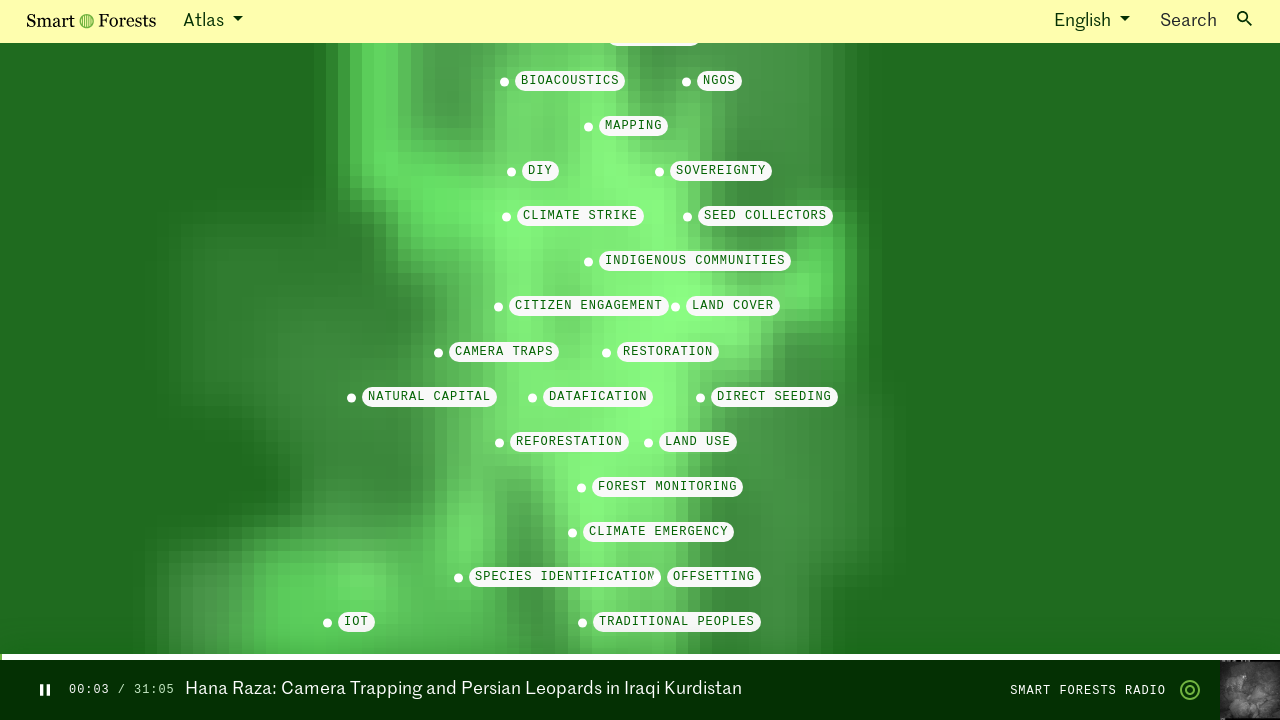 Smart Forests Atlas English Search
BIOACOUSTICS NGOS
MAPPING
DIY SOVEREIGNTY
CLIMATE STRIKE SEED COLLECTORS
INDIGENOUS COMMUNITIES
CITIZEN ENGAGEMENT LAND COVER
CAMERA TRAPS RESTORATION
NATURAL CAPITAL DATAFICATION DIRECT SEEDING
REFORESTATION LAND USE
FOREST MONITORING
CLIMATE EMERGENCY
SPECIES IDENTIFICATION OFFSETTING
IOT TRADITIONAL PEOPLES
00:03 / 31:05 Hana Raza: Camera Trapping and Persian Leopards in Iraqi Kurdistan SMART FORESTS RADIO